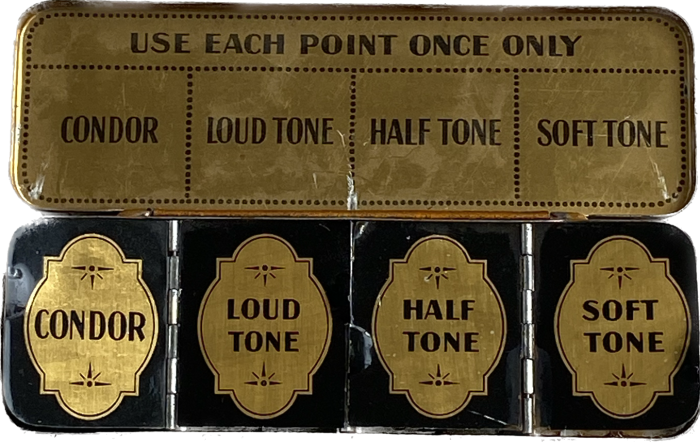 USE EACH POINT ONCE ONLY
CONDOR LOUD TONE HALF TONE SOFT TONE
CONDOR
LOUD
TONE
HALF
TONE
SOFT
TONE